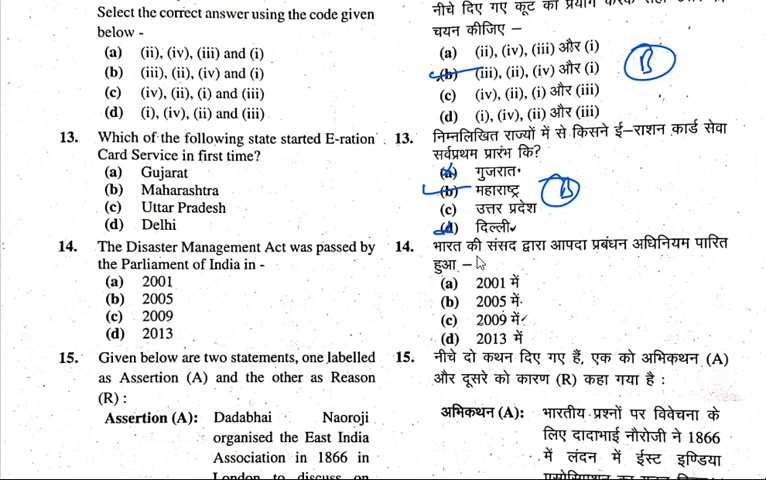 Select the correct answer using the code given
below -
(a) (ii), (iv), (iii) and (i)
(b) (iii), (ii), (iv) and (i)
(c) (iv), (ii), (i) and (iii)
(d) (i), (iv), (ii) and (iii)
13. Which of the following state started E-ration
Card Service in first time?
(a) Gujarat
(b) Maharashtra
(c) Uttar Pradesh
(d) Delhi
14. The Disaster Management Act was passed by
the Parliament of India in -
(a) 2001
(b) 2005
(c) 2009
(d) 2013
15. Given below are two statements, one labelled
as Assertion (A) and the other as Reason
(R) :
Assertion (A): Dadabhai Naoroji
organised the East India
Association in 1866 in
London to discuss on
नीचे दिए गए कूट का प्रयोग करके
चयन कीजिए –
(a) (ii), (iv), (iii) और (i)
(b) (iii), (ii), (iv) और (i)
B
(c) (iv), (ii), (i) और (iii)
(d) (i), (iv), (ii) और (iii)
13. निम्नलिखित राज्यों में से किसने ई–राशन कार्ड सेवा
सर्वप्रथम प्रारंभ कि?
(a) गुजरात
(b) महाराष्ट्र
B
(c) उत्तर प्रदेश
(d) दिल्ली
14. भारत की संसद द्वारा आपदा प्रबंधन अधिनियम पारित
हुआ –
(a) 2001 में
(b) 2005 में
(c) 2009 में
(d) 2013 में
15. नीचे दो कथन दिए गए हैं, एक को अभिकथन (A)
और दूसरे को कारण (R) कहा गया है :
अभिकथन (A): भारतीय प्रश्नों पर विवेचना के
लिए दादाभाई नौरोजी ने 1866
में लंदन में ईस्ट इण्डिया